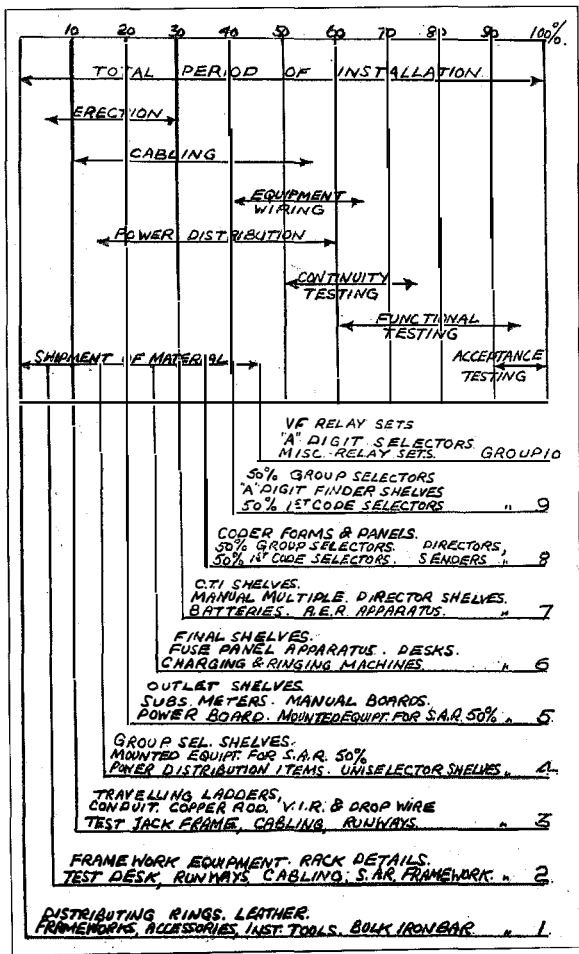 10 20 30 40 50 60 70 80 90 100%
TOTAL PERIOD OF INSTALLATION
ERECTION
CABLING
EQUIPMENT
WIRING
POWER DISTRIBUTION
CONTINUITY
TESTING
FUNCTIONAL
TESTING
SHIPMENT OF MATERIAL
ACCEPTANCE
TESTING
VF RELAY SETS
"A" DIGIT SELECTORS
MISC. RELAY SETS. GROUP 10
50% GROUP SELECTORS
"A" DIGIT FINDER SHELVES
50% 1ST CODE SELECTORS " 9
CODER FORMS & PANELS.
50% GROUP SELECTORS. DIRECTORS,
50% 1ST CODE SELECTORS. SENDERS " 8
C.T.I SHELVES.
MANUAL MULTIPLE. DIRECTOR SHELVES.
BATTERIES. A.E.R. APPARATUS. " 7
FINAL SHELVES.
FUSE PANEL APPARATUS. DESKS.
CHARGING & RINGING MACHINES. " 6
OUTLET SHELVES.
SUBS. METERS. MANUAL BOARDS.
POWER BOARD. MOUNTED EQUIPT. FOR S.A.R. 50% " 5
GROUP SEL. SHELVES.
MOUNTED EQUIPT. FOR S.A.R. 50%
POWER DISTRIBUTION ITEMS. UNISELECTOR SHELVES " 4
TRAVELLING LADDERS,
CONDUIT. COPPER ROD. V.I.R. & DROP WIRE
TEST JACK FRAME, CABLING, RUNWAYS. " 3
FRAMEWORK EQUIPMENT. RACK DETAILS.
TEST DESK, RUNWAYS, CABLING, S.A.R. FRAMEWORK. " 2
DISTRIBUTING RINGS. LEATHER.
FRAMEWORKS, ACCESSORIES, INST. TOOLS. BULK IRON BAR " 1